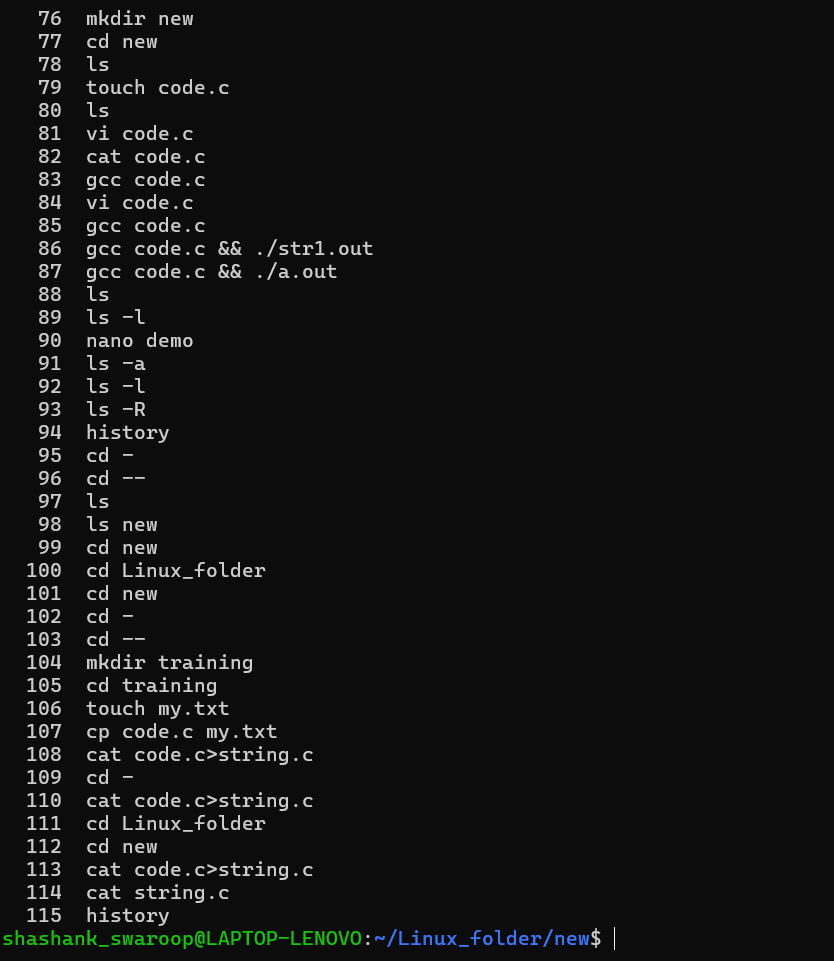 76 mkdir new
77 cd new
78 ls
79 touch code.c
80 ls
81 vi code.c
82 cat code.c
83 gcc code.c
84 vi code.c
85 gcc code.c
86 gcc code.c && ./str1.out
87 gcc code.c && ./a.out
88 ls
89 ls -l
90 nano demo
91 ls -a
92 ls -l
93 ls -R
94 history
95 cd -
96 cd --
97 ls
98 ls new
99 cd new
100 cd Linux_folder
101 cd new
102 cd -
103 cd --
104 mkdir training
105 cd training
106 touch my.txt
107 cp code.c my.txt
108 cat code.c>string.c
109 cd -
110 cat code.c>string.c
111 cd Linux_folder
112 cd new
113 cat code.c>string.c
114 cat string.c
115 history
shashank_swaroop@LAPTOP-LENOVO:~/Linux_folder/new$